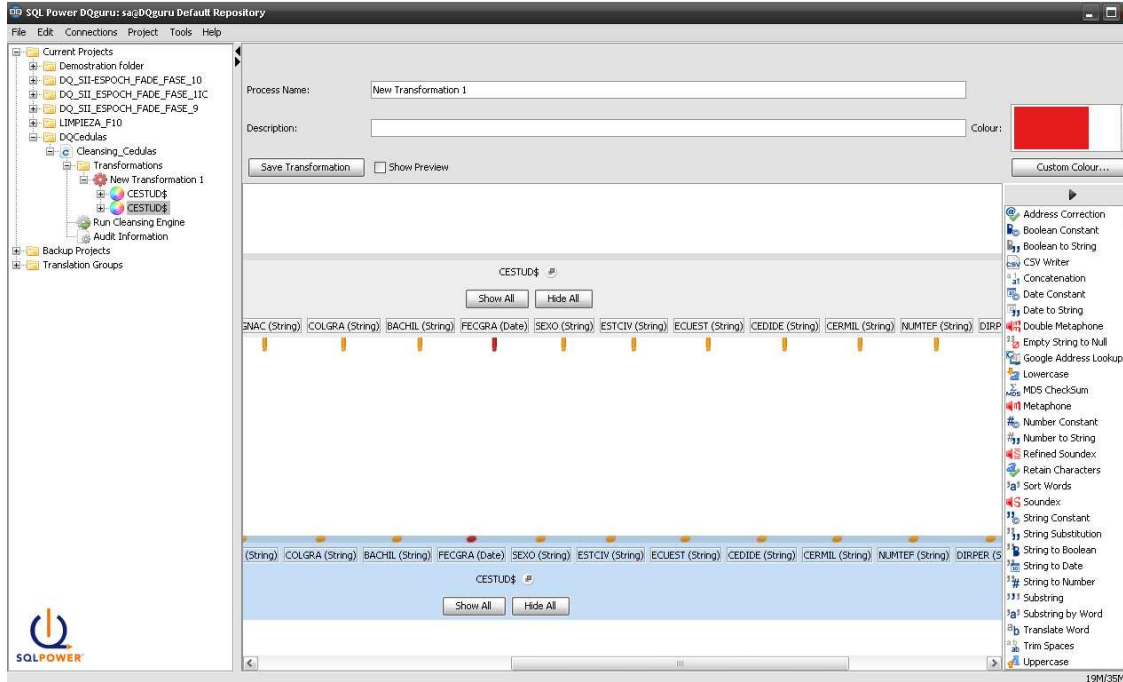 SQL Power DQguru: sa@DQguru Default Repository
File Edit Connections Project Tools Help
Current Projects
Demostration folder
DQ_SII-ESPOCH_FADE_FASE_10
DQ_SII_ESPOCH_FADE_FASE_1IC
DQ_SII_ESPOCH_FADE_FASE_9
LIMPIEZA_F10
DQCedulas
Cleansing_Cedulas
Transformations
New Transformation 1
CESTUD$
CESTUD$
Run Cleansing Engine
Audit Information
Backup Projects
Translation Groups
SQLPOWER
Process Name: New Transformation 1
Description:
Colour:
Save Transformation Show Preview
Custom Colour...
CESTUD$
Show All Hide All
GNAC (String) COLGRA (String) BACHIL (String) FECGRA (Date) SEXO (String) ESTCIV (String) ECUEST (String) CEDIDE (String) CERMIL (String) NUMTEF (String) DIRP
(String) COLGRA (String) BACHIL (String) FECGRA (Date) SEXO (String) ESTCIV (String) ECUEST (String) CEDIDE (String) CERMIL (String) NUMTEF (String) DIRPER (S
CESTUD$
Show All Hide All
Address Correction
Boolean Constant
Boolean to String
CSV Writer
Concatenation
Date Constant
Date to String
Double Metaphone
Empty String to Null
Google Address Lookup
Lowercase
MD5 CheckSum
Metaphone
Number Constant
Number to String
Refined Soundex
Retain Characters
Sort Words
Soundex
String Constant
String Substitution
String to Boolean
String to Date
String to Number
Substring
Substring by Word
Translate Word
Trim Spaces
Uppercase
19M/35M